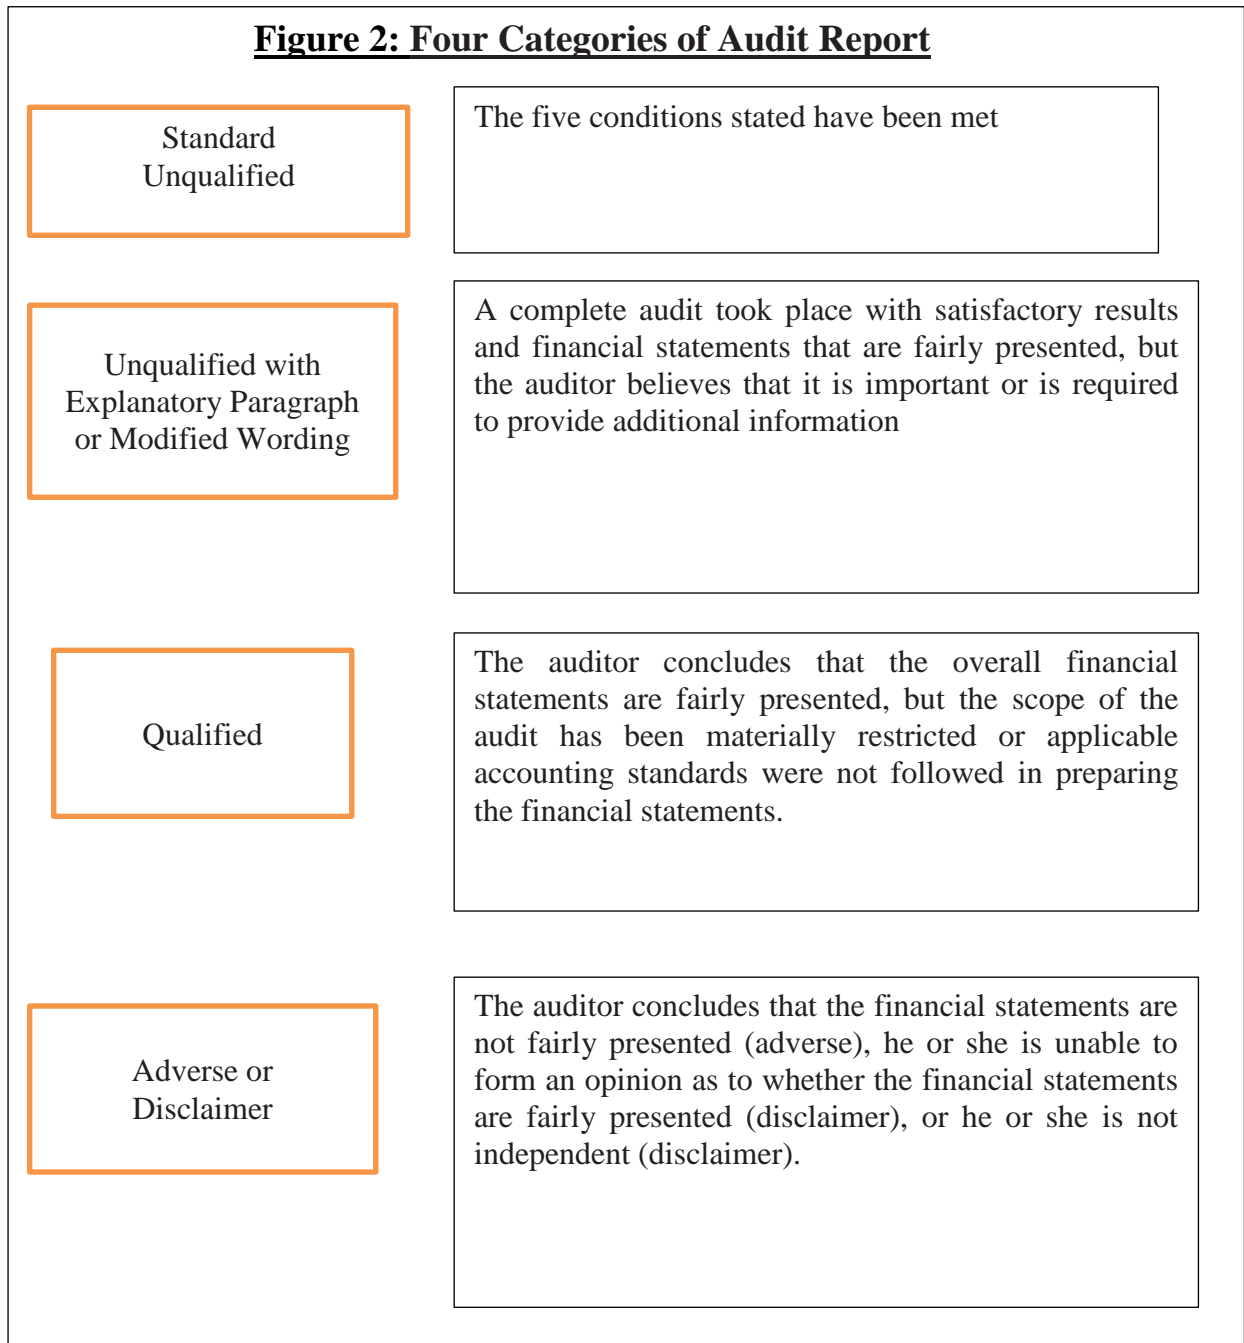 Figure 2: Four Categories of Audit Report
Standard
Unqualified
The five conditions stated have been met
Unqualified with
Explanatory Paragraph
or Modified Wording
A complete audit took place with satisfactory results
and financial statements that are fairly presented, but
the auditor believes that it is important or is required
to provide additional information
Qualified
The auditor concludes that the overall financial
statements are fairly presented, but the scope of the
audit has been materially restricted or applicable
accounting standards were not followed in preparing
the financial statements.
Adverse or
Disclaimer
The auditor concludes that the financial statements are
not fairly presented (adverse), he or she is unable to
form an opinion as to whether the financial statements
are fairly presented (disclaimer), or he or she is not
independent (disclaimer).